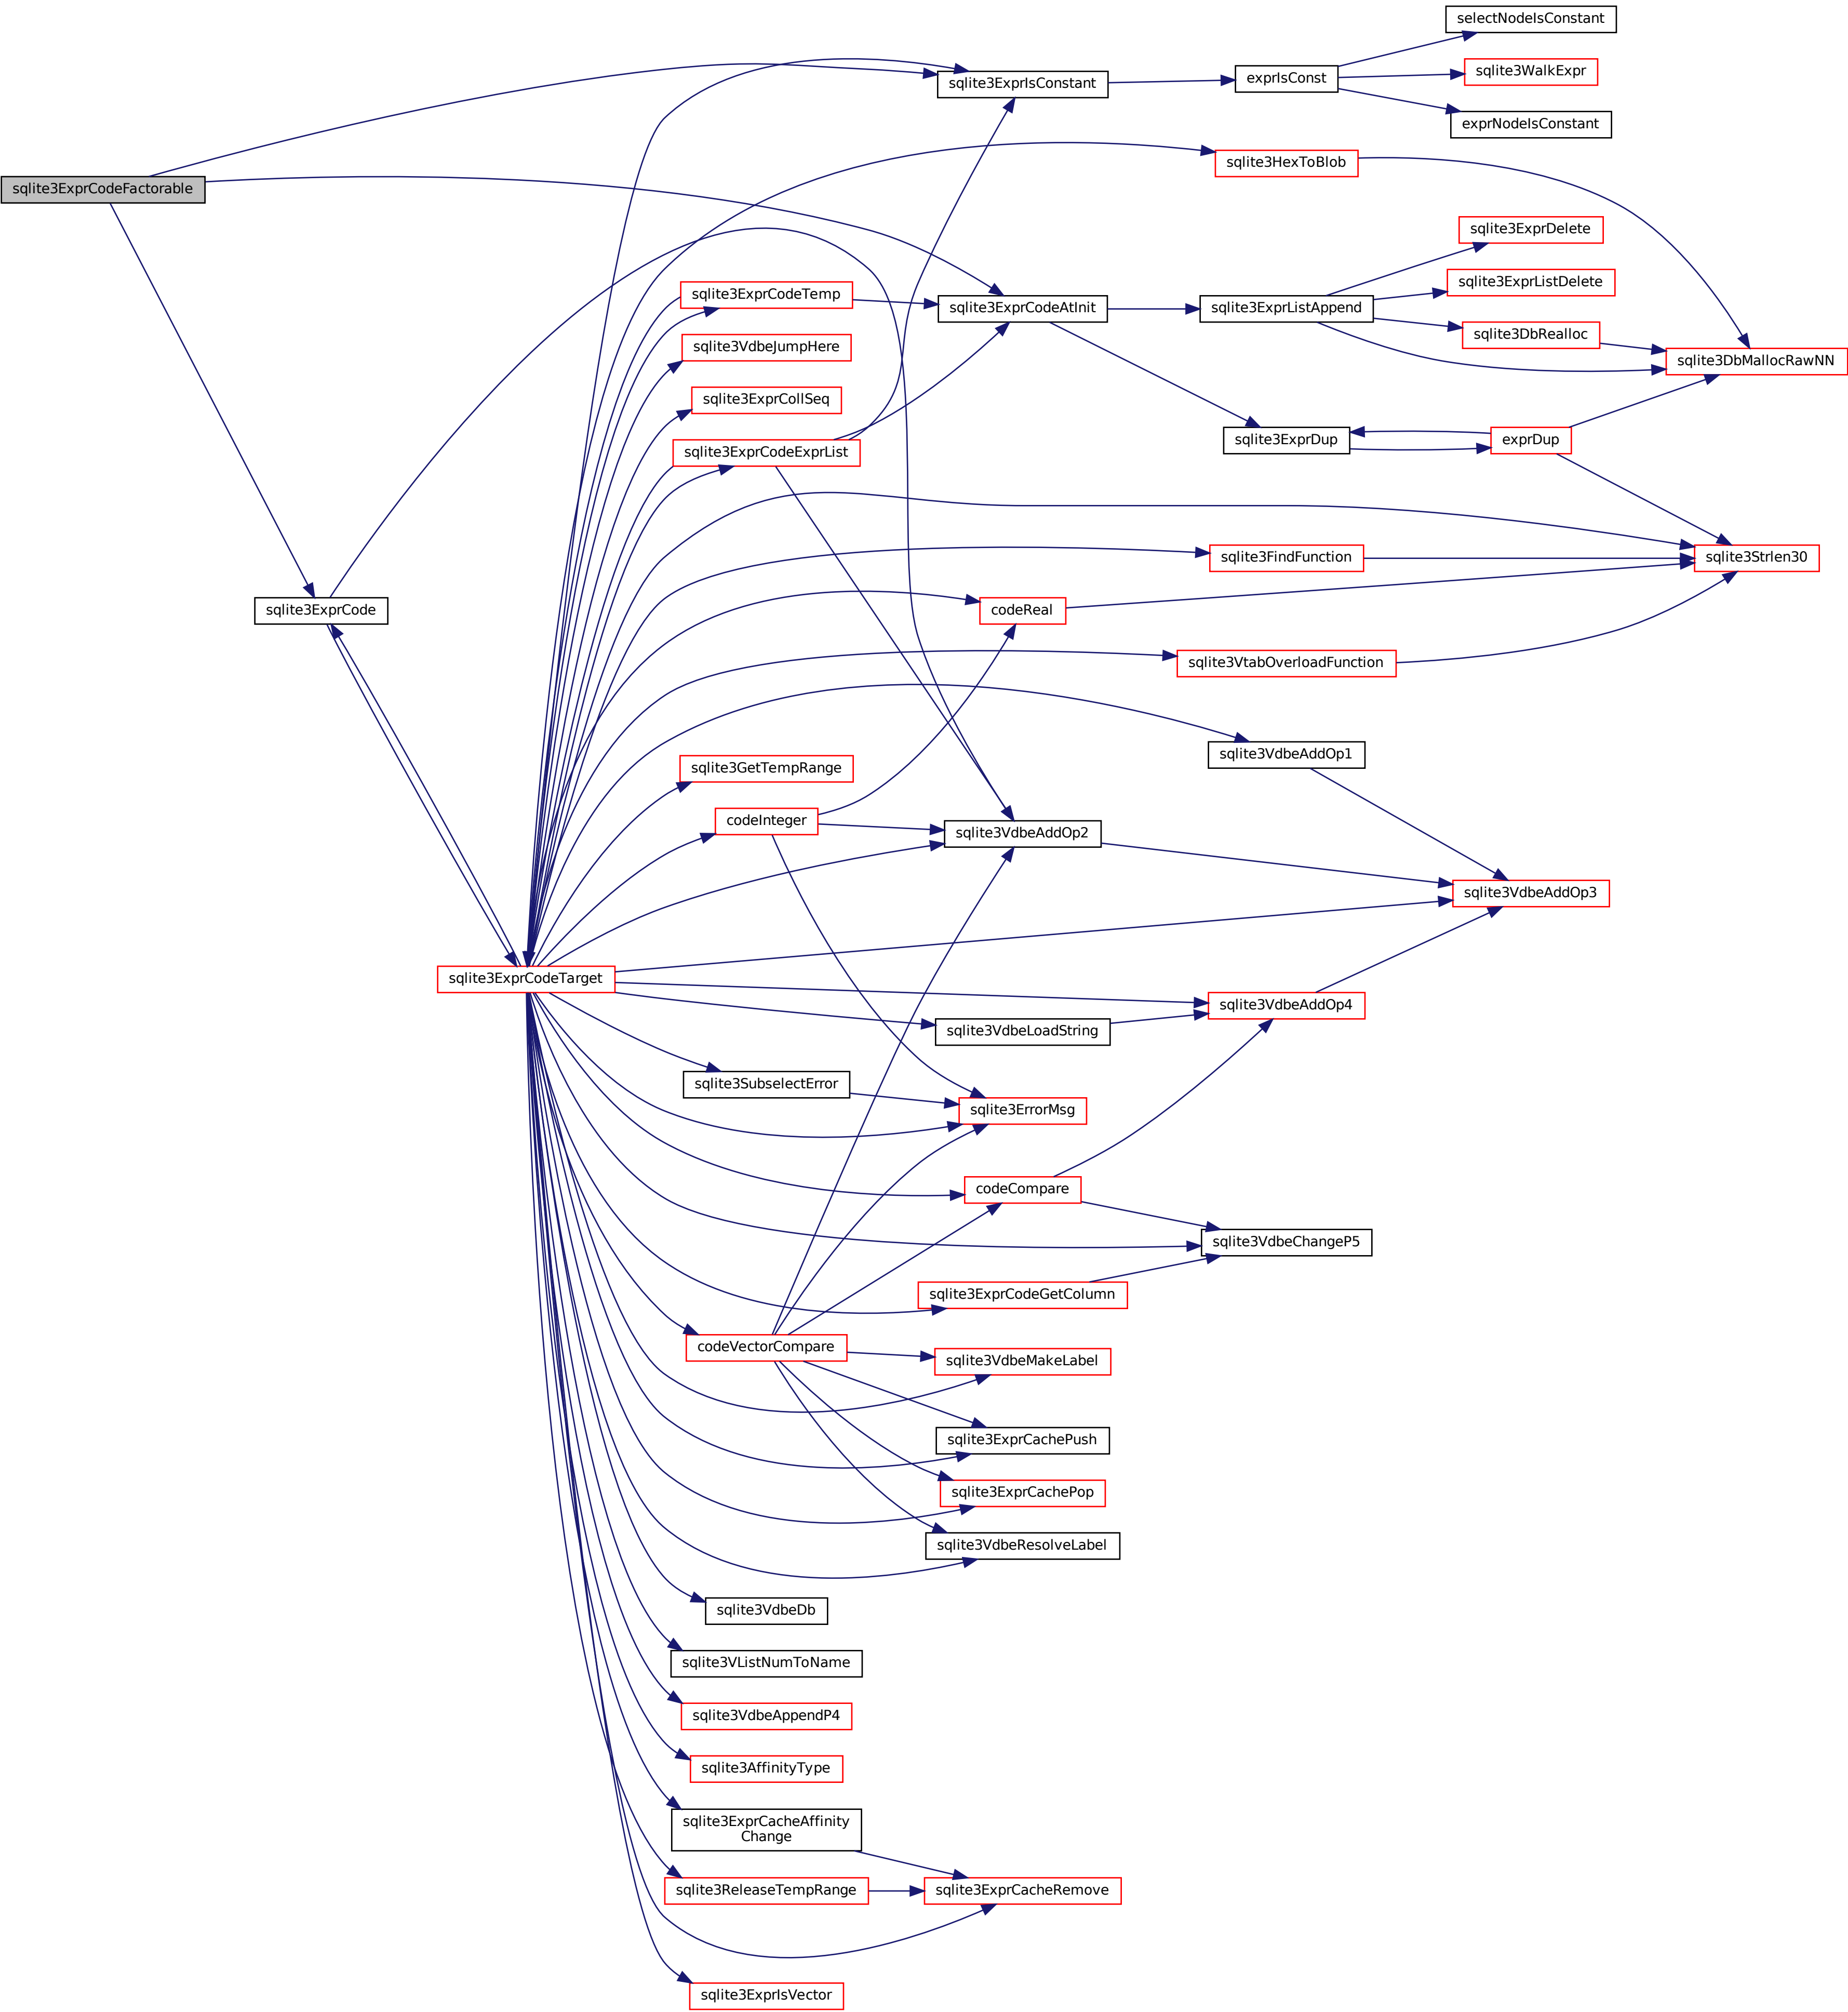 selectNodeIsConstant
sqlite3ExprIsConstant
exprIsConst
sqlite3WalkExpr
exprNodeIsConstant
sqlite3HexToBlob
sqlite3ExprCodeFactorable
sqlite3ExprDelete
sqlite3ExprListDelete
sqlite3ExprCodeTemp
sqlite3ExprCodeAtInit
sqlite3ExprListAppend
sqlite3DbRealloc
sqlite3VdbeJumpHere
sqlite3DbMallocRawNN
sqlite3ExprCollSeq
sqlite3ExprCodeExprList
sqlite3ExprDup
exprDup
sqlite3FindFunction
sqlite3Strlen30
sqlite3ExprCode
codeReal
sqlite3VtabOverloadFunction
sqlite3VdbeAddOp1
sqlite3GetTempRange
codeInteger
sqlite3VdbeAddOp2
sqlite3VdbeAddOp3
sqlite3ExprCodeTarget
sqlite3VdbeAddOp4
sqlite3VdbeLoadString
sqlite3SubselectError
sqlite3ErrorMsg
codeCompare
sqlite3VdbeChangeP5
sqlite3ExprCodeGetColumn
codeVectorCompare
sqlite3VdbeMakeLabel
sqlite3ExprCachePush
sqlite3ExprCachePop
sqlite3VdbeResolveLabel
sqlite3VdbeDb
sqlite3VListNumToName
sqlite3VdbeAppendP4
sqlite3AffinityType
sqlite3ExprCacheAffinity
Change
sqlite3ReleaseTempRange
sqlite3ExprCacheRemove
sqlite3ExprIsVector